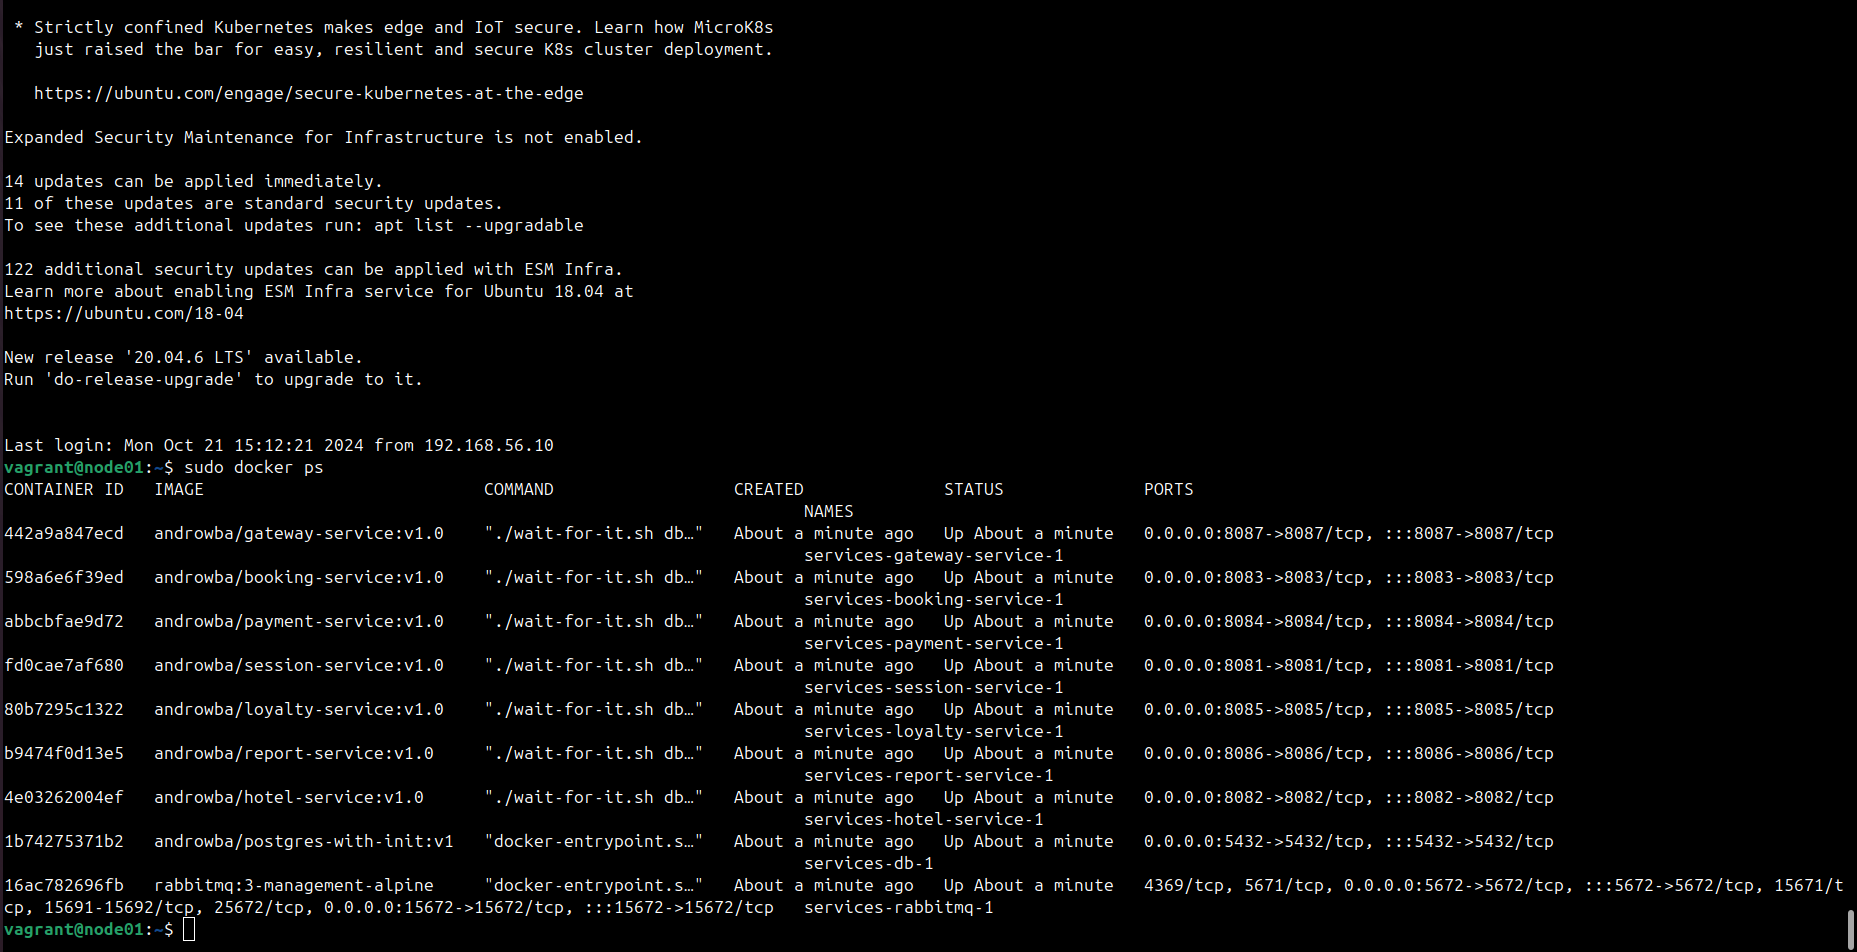 * Strictly confined Kubernetes makes edge and IoT secure. Learn how MicroK8s
   just raised the bar for easy, resilient and secure K8s cluster deployment.

   https://ubuntu.com/engage/secure-kubernetes-at-the-edge

Expanded Security Maintenance for Infrastructure is not enabled.

14 updates can be applied immediately.
11 of these updates are standard security updates.
To see these additional updates run: apt list --upgradable

122 additional security updates can be applied with ESM Infra.
Learn more about enabling ESM Infra service for Ubuntu 18.04 at
https://ubuntu.com/18-04

New release '20.04.6 LTS' available.
Run 'do-release-upgrade' to upgrade to it.


Last login: Mon Oct 21 15:12:21 2024 from 192.168.56.10
vagrant@node01:~$ sudo docker ps
CONTAINER ID   IMAGE                            COMMAND                  CREATED              STATUS              PORTS
                                                                                NAMES
442a9a847ecd   androwba/gateway-service:v1.0    "./wait-for-it.sh db…"   About a minute ago   Up About a minute   0.0.0.0:8087->8087/tcp, :::8087->8087/tcp
                                                                                services-gateway-service-1
598a6e6f39ed   androwba/booking-service:v1.0    "./wait-for-it.sh db…"   About a minute ago   Up About a minute   0.0.0.0:8083->8083/tcp, :::8083->8083/tcp
                                                                                services-booking-service-1
abbcbfae9d72   androwba/payment-service:v1.0    "./wait-for-it.sh db…"   About a minute ago   Up About a minute   0.0.0.0:8084->8084/tcp, :::8084->8084/tcp
                                                                                services-payment-service-1
fd0cae7af680   androwba/session-service:v1.0    "./wait-for-it.sh db…"   About a minute ago   Up About a minute   0.0.0.0:8081->8081/tcp, :::8081->8081/tcp
                                                                                services-session-service-1
80b7295c1322   androwba/loyalty-service:v1.0    "./wait-for-it.sh db…"   About a minute ago   Up About a minute   0.0.0.0:8085->8085/tcp, :::8085->8085/tcp
                                                                                services-loyalty-service-1
b9474f0d13e5   androwba/report-service:v1.0     "./wait-for-it.sh db…"   About a minute ago   Up About a minute   0.0.0.0:8086->8086/tcp, :::8086->8086/tcp
                                                                                services-report-service-1
4e03262004ef   androwba/hotel-service:v1.0      "./wait-for-it.sh db…"   About a minute ago   Up About a minute   0.0.0.0:8082->8082/tcp, :::8082->8082/tcp
                                                                                services-hotel-service-1
1b74275371b2   androwba/postgres-with-init:v1   "docker-entrypoint.s…"   About a minute ago   Up About a minute   0.0.0.0:5432->5432/tcp, :::5432->5432/tcp
                                                                                services-db-1
16ac782696fb   rabbitmq:3-management-alpine     "docker-entrypoint.s…"   About a minute ago   Up About a minute   4369/tcp, 5671/tcp, 0.0.0.0:5672->5672/tcp, :::5672->5672/tcp, 15671/t
cp, 15691-15692/tcp, 25672/tcp, 0.0.0.0:15672->15672/tcp, :::15672->15672/tcp   services-rabbitmq-1
vagrant@node01:~$